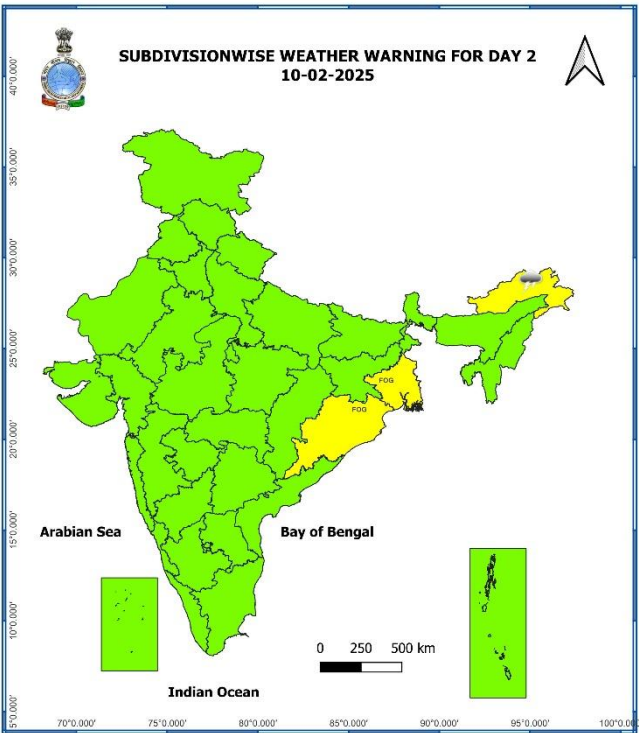 SUBDIVISIONWISE WEATHER WARNING FOR DAY 2
10-02-2025
40°0.000'
35°0.000'
30°0.000'
25°0.000'
20°0.000'
15°0.000'
10°0.000'
5°0.000'
FOG
FOG
Arabian Sea
Bay of Bengal
0 250 500 km
Indian Ocean
70°0.000' 75°0.000' 80°0.000' 85°0.000' 90°0.000' 95°0.000' 100°0.00